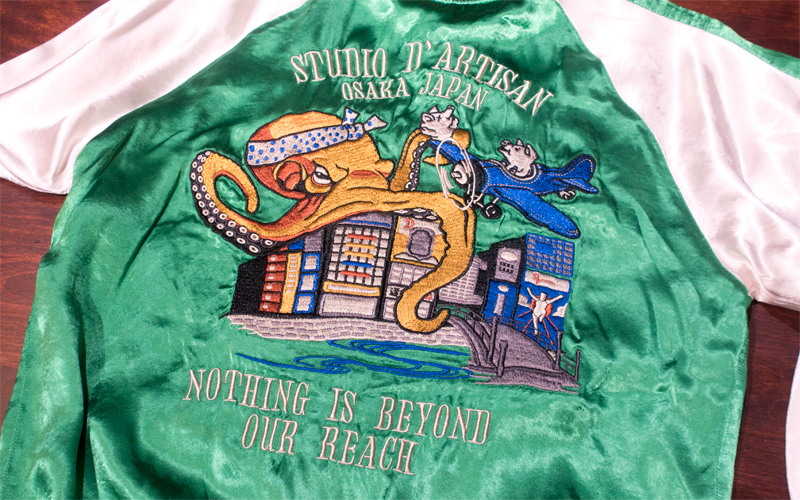 STUDIO D'ARTISAN
OSAKA JAPAN
NOTHING IS BEYOND
OUR REACH